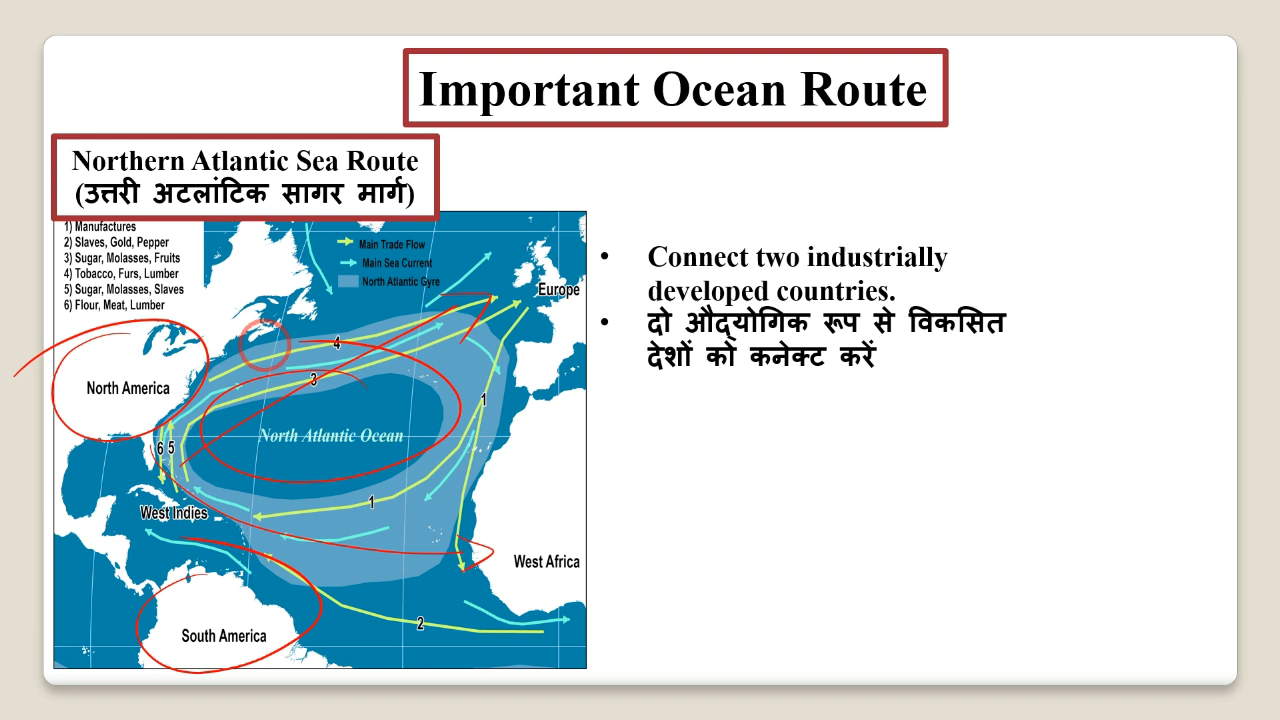 Important Ocean Route
Northern Atlantic Sea Route
(उत्तरी अटलांटिक सागर मार्ग)
1) Manufactures
2) Slaves, Gold, Pepper
3) Sugar, Molasses, Fruits
4) Tobacco, Furs, Lumber
5) Sugar, Molasses, Slaves
6) Flour, Meat, Lumber
Main Trade Flow
Main Sea Current
North Atlantic Gyre
Europe
4
3
North America
1
North Atlantic Ocean
6 5
1
West Indies
West Africa
2
South America
• Connect two industrially
developed countries.
• दो औद्योगिक रूप से विकसित
देशों को कनेक्ट करें